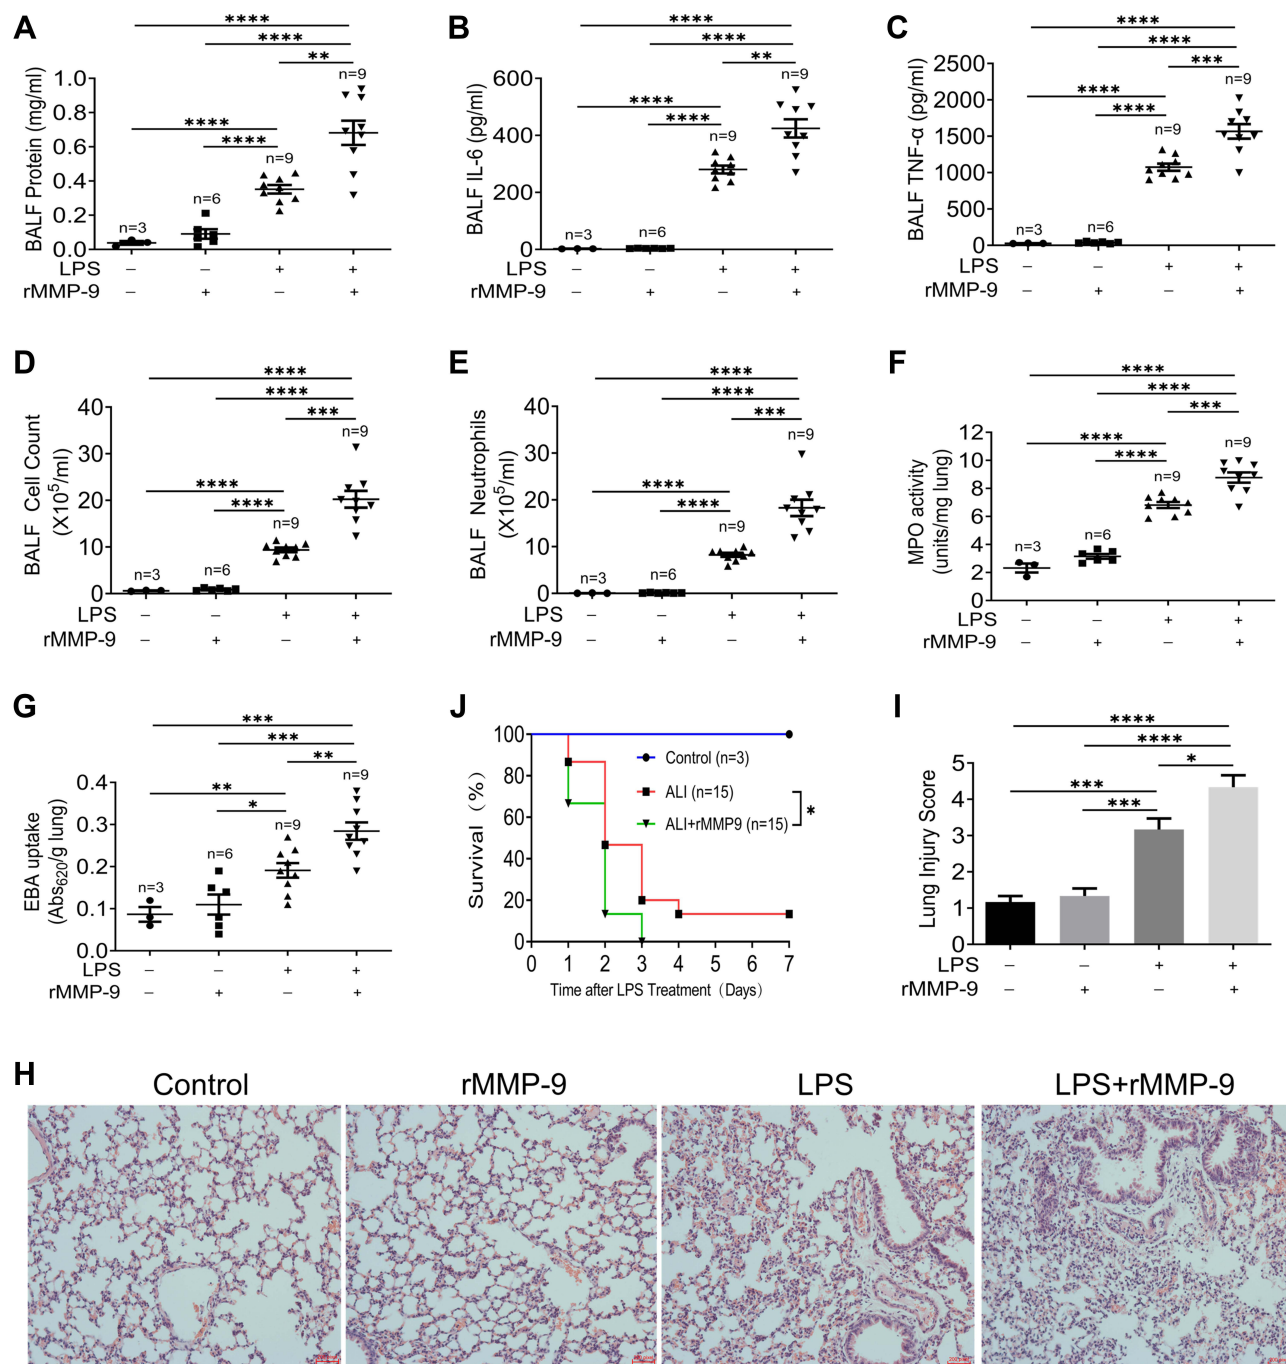 A
****
****
**
n=9
****
****
n=9
n=6
n=3
BALF Protein (mg/ml)
1.0
0.8
0.6
0.4
0.2
0.0
LPS – – + +
rMMP-9 – + – +
B
****
****
**
n=9
****
****
n=9
n=3
n=6
BALF IL-6 (pg/ml)
600
400
200
0
LPS – – + +
rMMP-9 – + – +
C
****
****
***
n=9
****
****
n=9
n=3
n=6
BALF TNF-α (pg/ml)
2500
2000
1500
1000
500
0
LPS – – + +
rMMP-9 – + – +
D
****
****
***
n=9
****
****
n=9
n=3
n=6
BALF Cell Count
(X10⁵/ml)
40
30
20
10
0
LPS – – + +
rMMP-9 – + – +
E
****
****
***
n=9
****
****
n=9
n=3
n=6
BALF Neutrophils
(X10⁵/ml)
40
30
20
10
0
LPS – – + +
rMMP-9 – + – +
F
****
****
***
n=9
****
****
n=9
n=6
n=3
MPO activity
(units/mg lung)
12
10
8
6
4
2
0
LPS – – + +
rMMP-9 – + – +
G
***
***
**
n=9
**
*
n=9
n=6
n=3
EBA uptake
(Abs₆₂₀/g lung)
0.4
0.3
0.2
0.1
0.0
LPS – – + +
rMMP-9 – + – +
J
Survival (%)
100
80
60
40
20
0
Control (n=3)
ALI (n=15)
ALI+rMMP9 (n=15)
*
0 1 2 3 4 5 6 7
Time after LPS Treatment (Days)
I
****
****
*
***
***
Lung Injury Score
5
4
3
2
1
0
LPS – – + +
rMMP-9 – + – +
H
Control
rMMP-9
LPS
LPS+rMMP-9